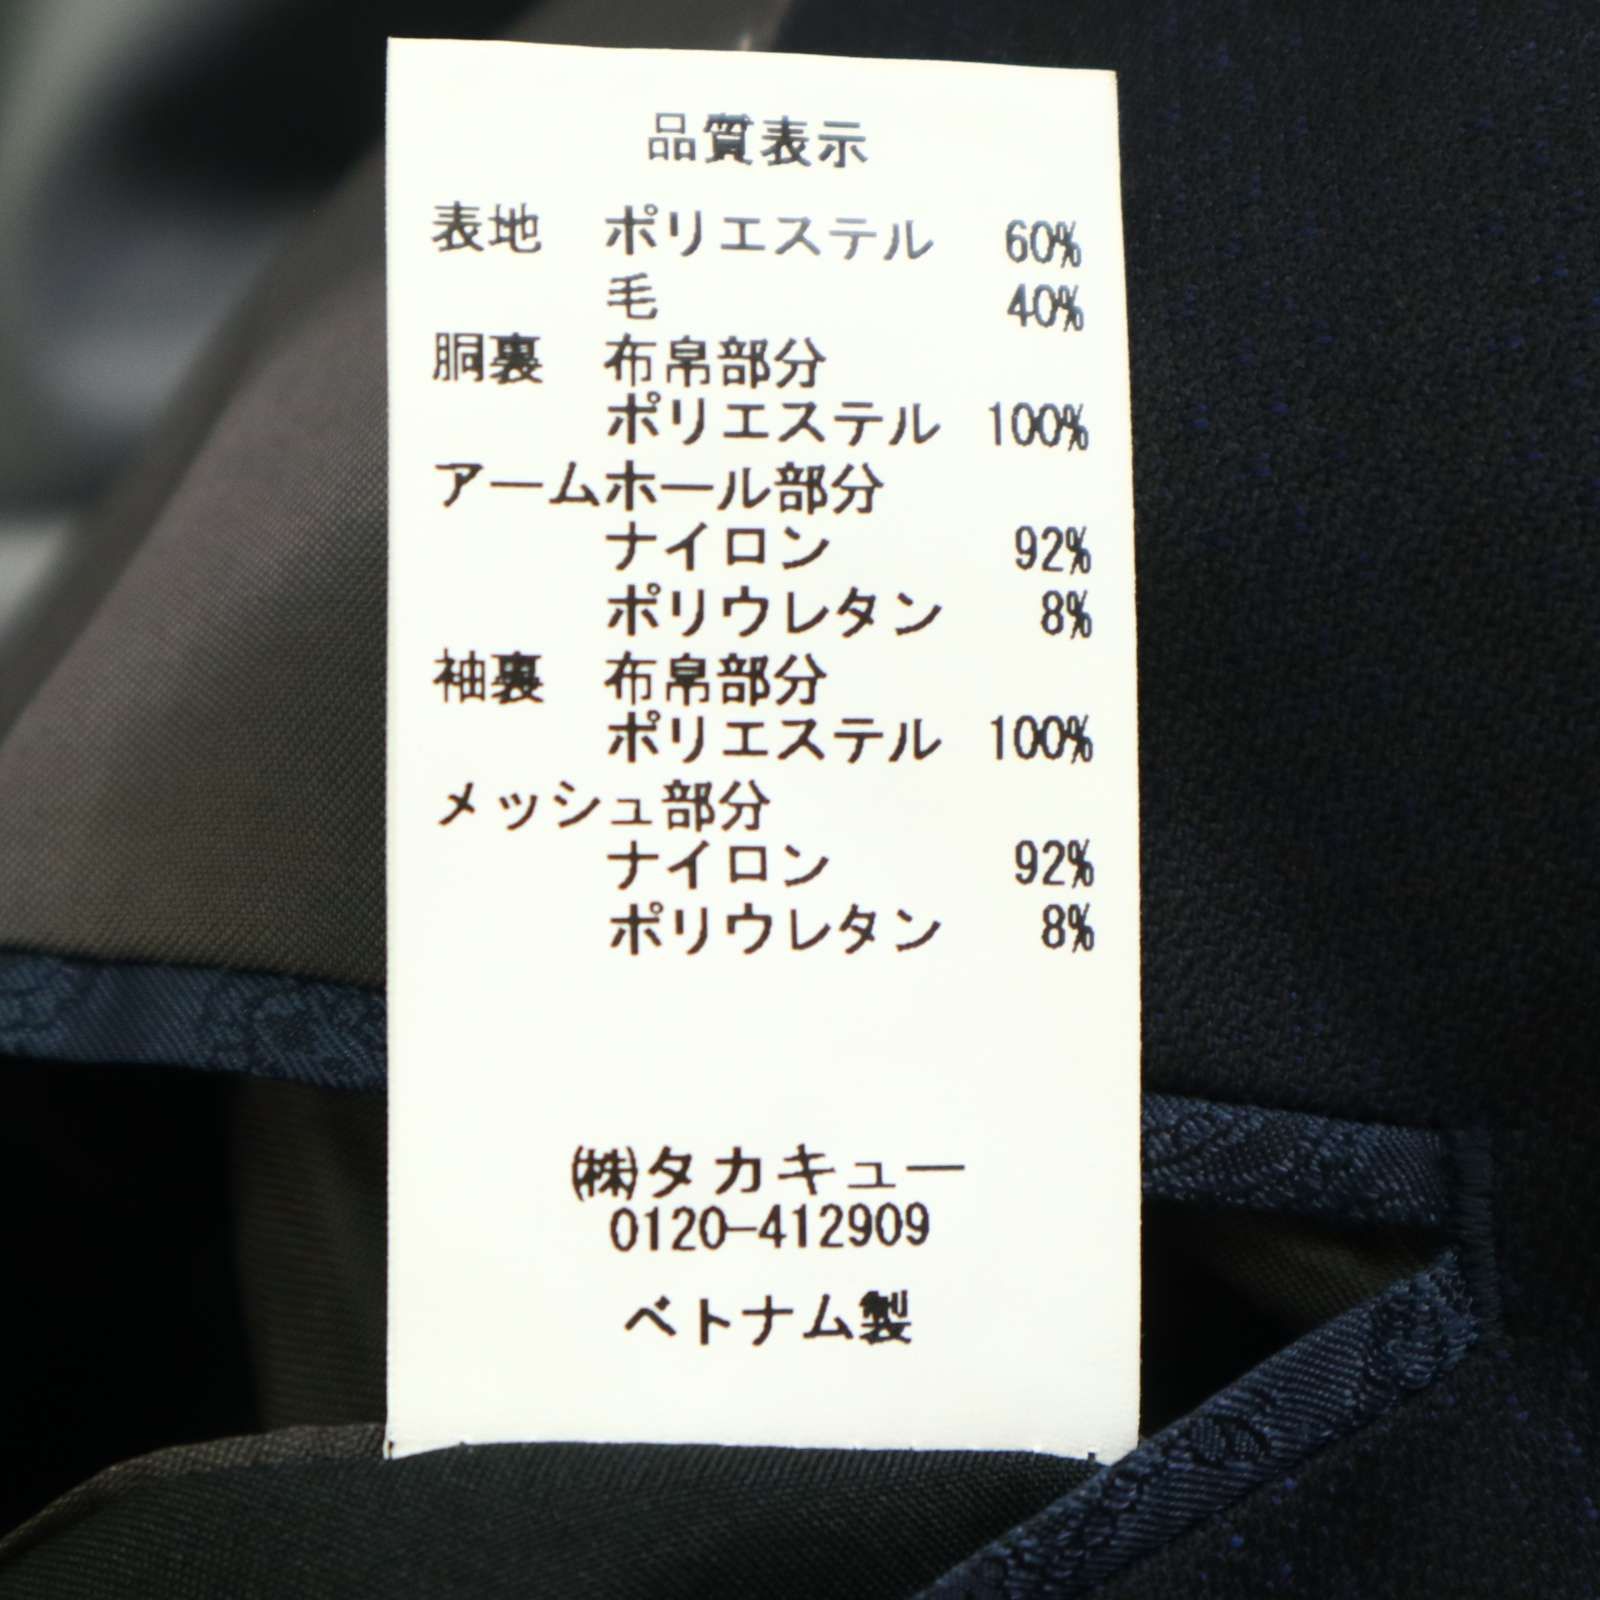 品質表示
表地 ポリエステル 60%
毛 40%
胴裏 布帛部分
ポリエステル 100%
アームホール部分
ナイロン 92%
ポリウレタン 8%
袖裏 布帛部分
ポリエステル 100%
メッシュ部分
ナイロン 92%
ポリウレタン 8%
㈱タカキュー
0120-412909
ベトナム製